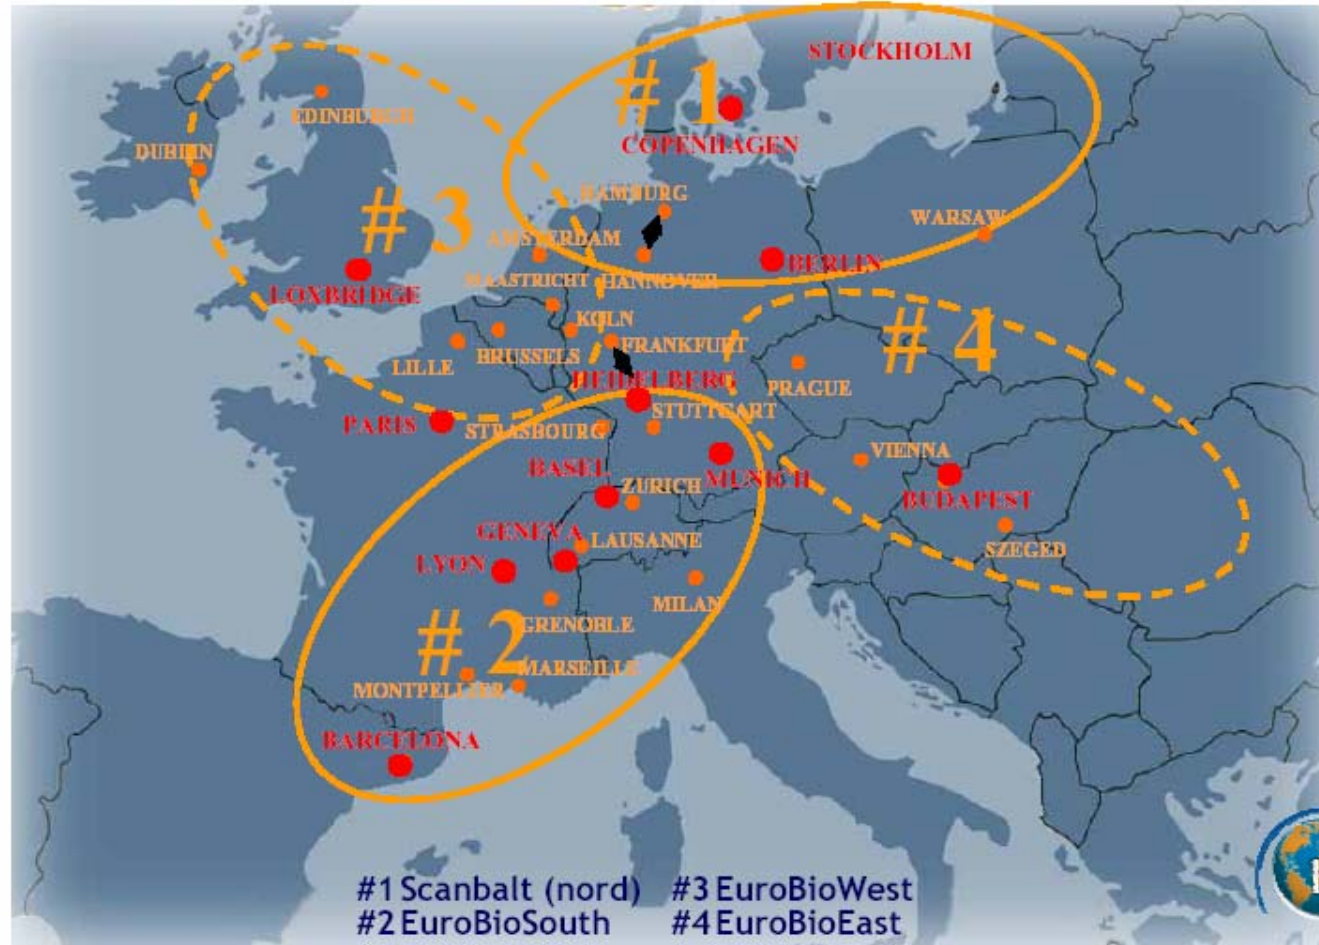 STOCKHOLM
# 1
EDINBURGH
COPENHAGEN
DUBLIN
HAMBURG
# 3
WARSAW
AMSTERDAM
BERLIN
MAASTRICHT HANNOVER
LOXBRIDGE
KOLN
# 4
FRANKFURT
BRUSSELS
LILLE
HEIDELBERG
PRAGUE
STUTTGART
PARIS
STRASBOURG
VIENNA
BASEL
MUNICH
ZURICH
BUDAPEST
GENEVA
LAUSANNE
SZEGED
LYON
MILAN
GRENOBLE
# 2
MARSEILLE
MONTPELLIER
BARCELONA
#1 Scanbalt (nord) #3 EuroBioWest
#2 EuroBioSouth #4 EuroBioEast